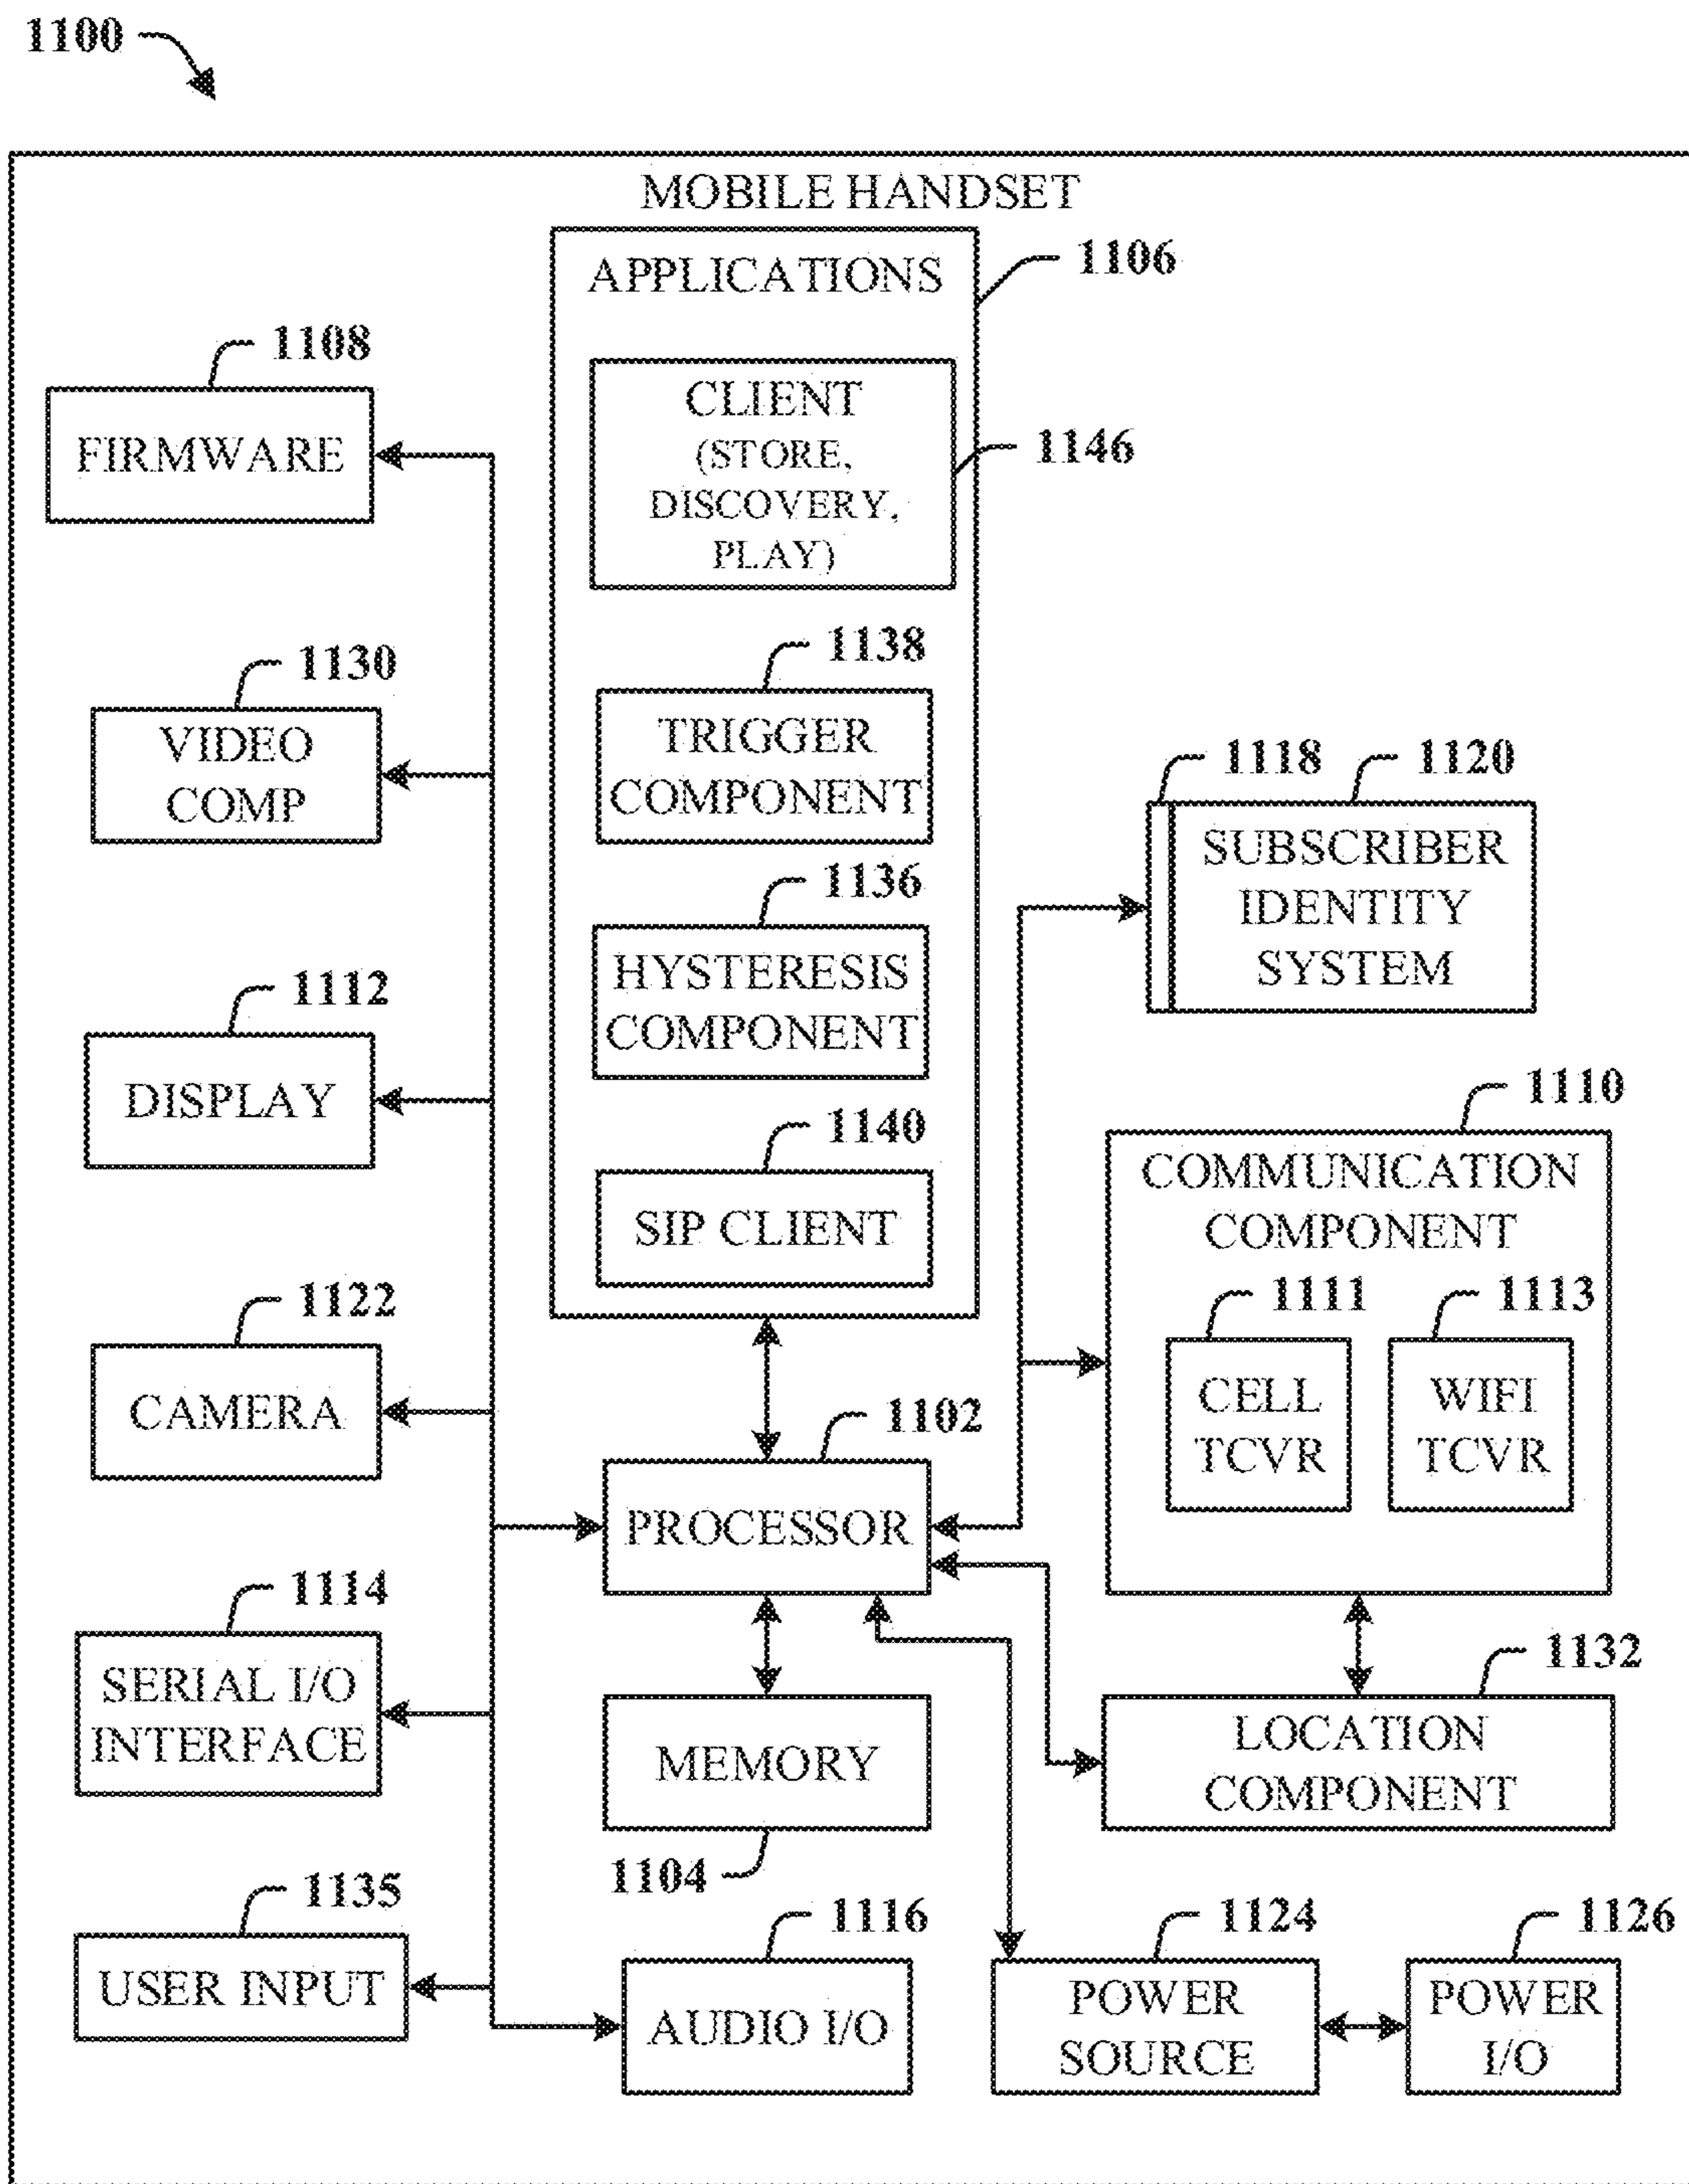 1100
MOBILE HANDSET
APPLICATIONS
1106
CLIENT
(STORE,
DISCOVERY,
PLAY)
1146
1138
TRIGGER
COMPONENT
1136
HYSTERESIS
COMPONENT
1140
SIP CLIENT
1108
FIRMWARE
1130
VIDEO
COMP
1112
DISPLAY
1122
CAMERA
1114
SERIAL I/O
INTERFACE
1135
USER INPUT
1102
PROCESSOR
MEMORY
1104
1116
AUDIO I/O
1118
1120
SUBSCRIBER
IDENTITY
SYSTEM
1110
COMMUNICATION
COMPONENT
1111
CELL
TCVR
1113
WIFI
TCVR
1132
LOCATION
COMPONENT
1124
POWER
SOURCE
1126
POWER
I/O